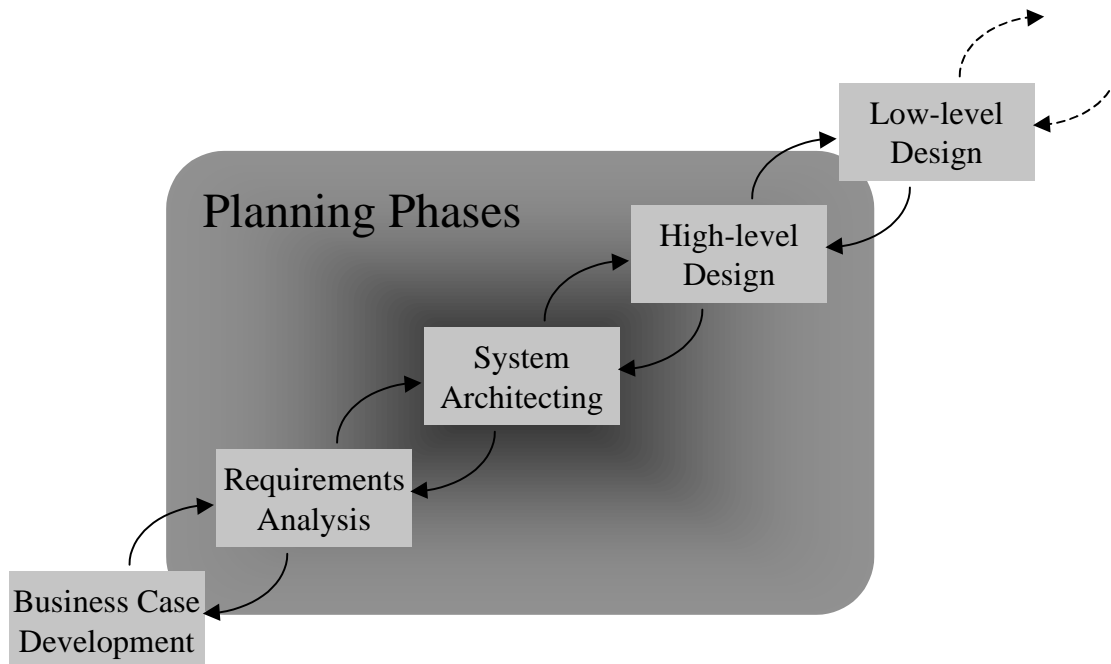 Low-level
Design
Planning Phases
High-level
Design
System
Architecting
Requirements
Analysis
Business Case
Development